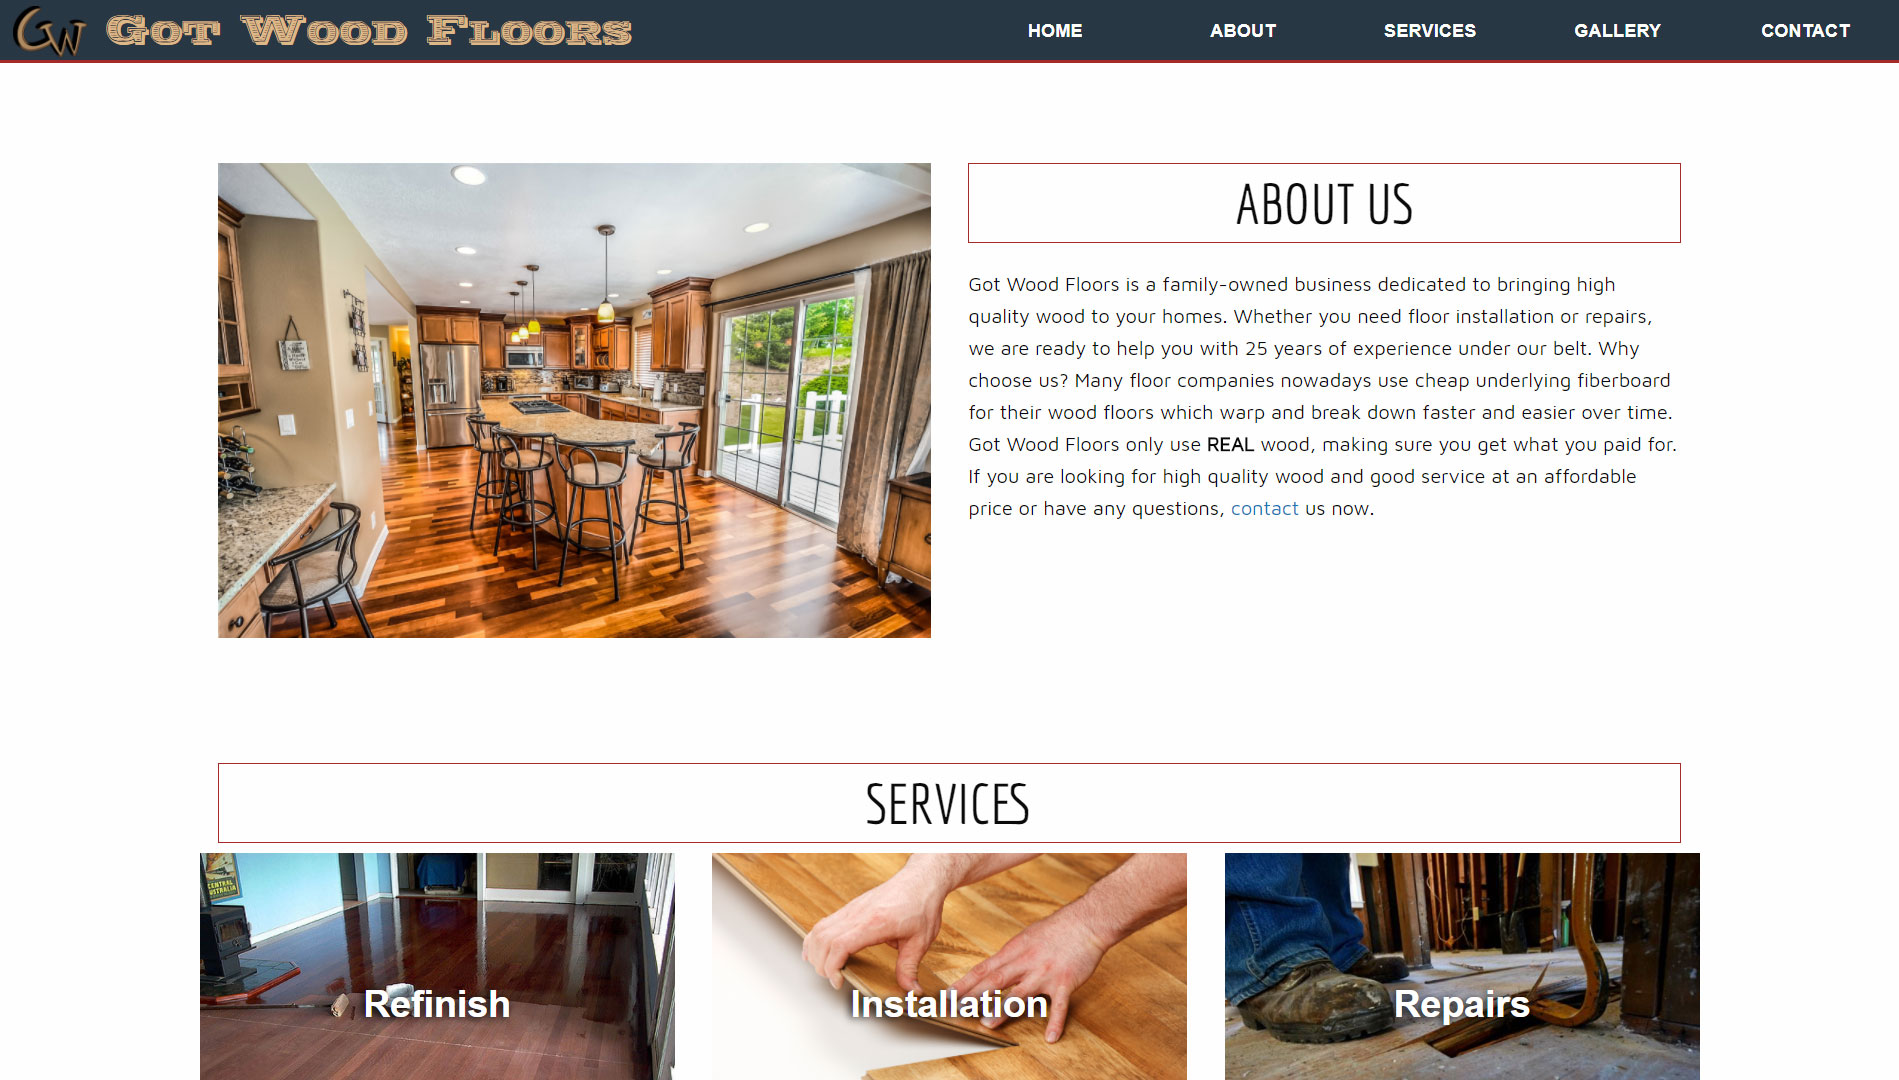 GW Got Wood Floors
HOME ABOUT SERVICES GALLERY CONTACT
ABOUT US
Got Wood Floors is a family-owned business dedicated to bringing high
quality wood to your homes. Whether you need floor installation or repairs,
we are ready to help you with 25 years of experience under our belt. Why
choose us? Many floor companies nowadays use cheap underlying fiberboard
for their wood floors which warp and break down faster and easier over time.
Got Wood Floors only use REAL wood, making sure you get what you paid for.
If you are looking for high quality wood and good service at an affordable
price or have any questions, contact us now.
SERVICES
CENTRAL
AUSTRALIA
Refinish
Installation
Repairs